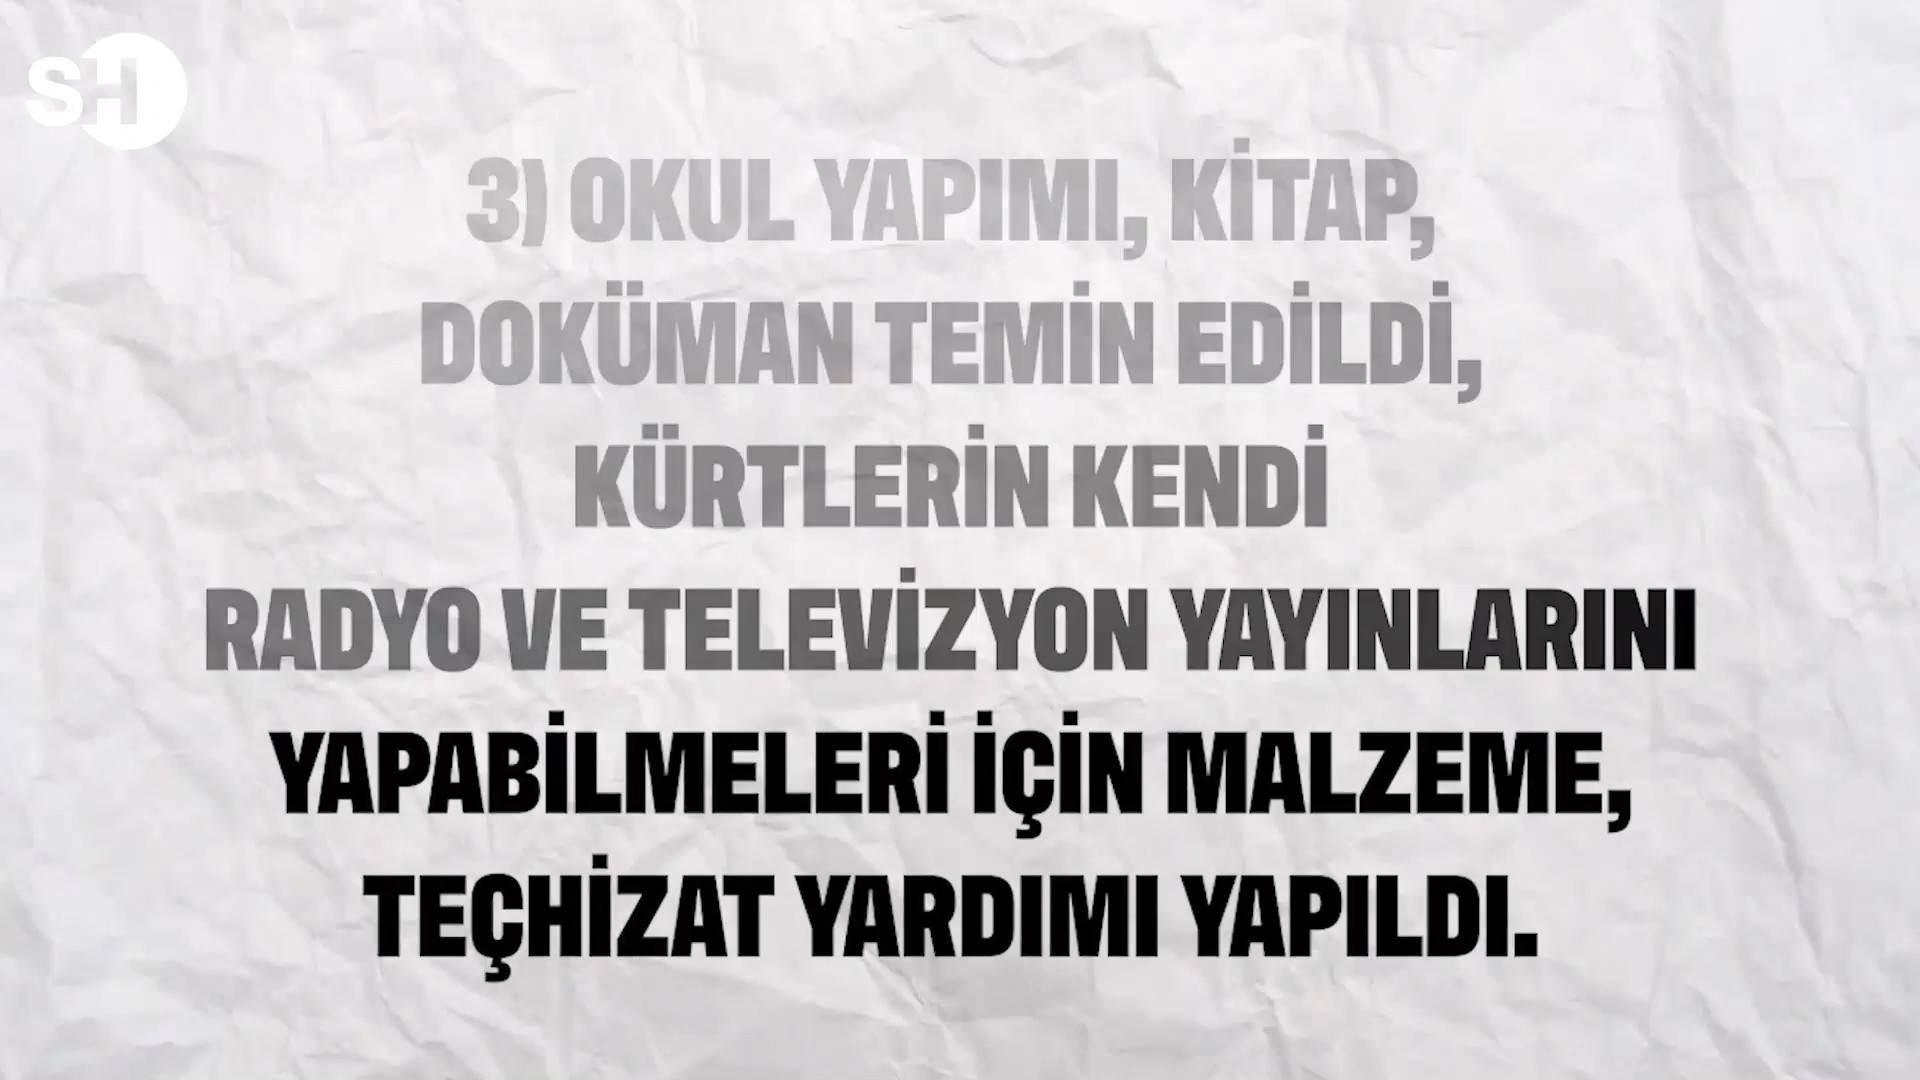 SH
3) OKUL YAPIMI, KİTAP,
DOKÜMAN TEMİN EDİLDİ,
KÜRTLERİN KENDİ
RADYO VE TELEVİZYON YAYINLARINI
YAPABİLMELERİ İÇİN MALZEME,
TEÇHİZAT YARDIMI YAPILDI.